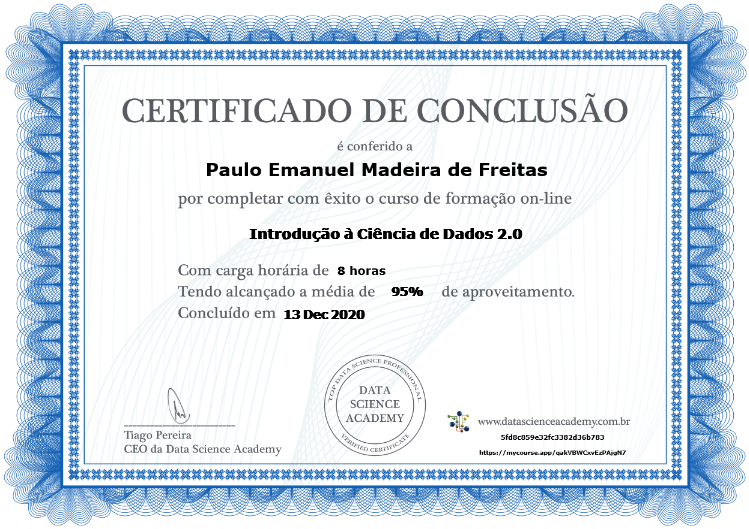 CERTIFICADO DE CONCLUSÃO
é conferido a
Paulo Emanuel Madeira de Freitas
por completar com êxito o curso de formação on-line
Introdução à Ciência de Dados 2.0
Com carga horária de 8 horas
Tendo alcançado a média de 95% de aproveitamento.
Concluído em 13 Dec 2020
TOP DATA SCIENCE PROFESSIONAL
DATA
SCIENCE
ACADEMY
VERIFIED CERTIFICATE
Tiago Pereira
CEO da Data Science Academy
www.datascienceacademy.com.br
5fd8c859e32fc3382d36b783
https://mycourse.app/qakVBWCxvEzPAjgN7